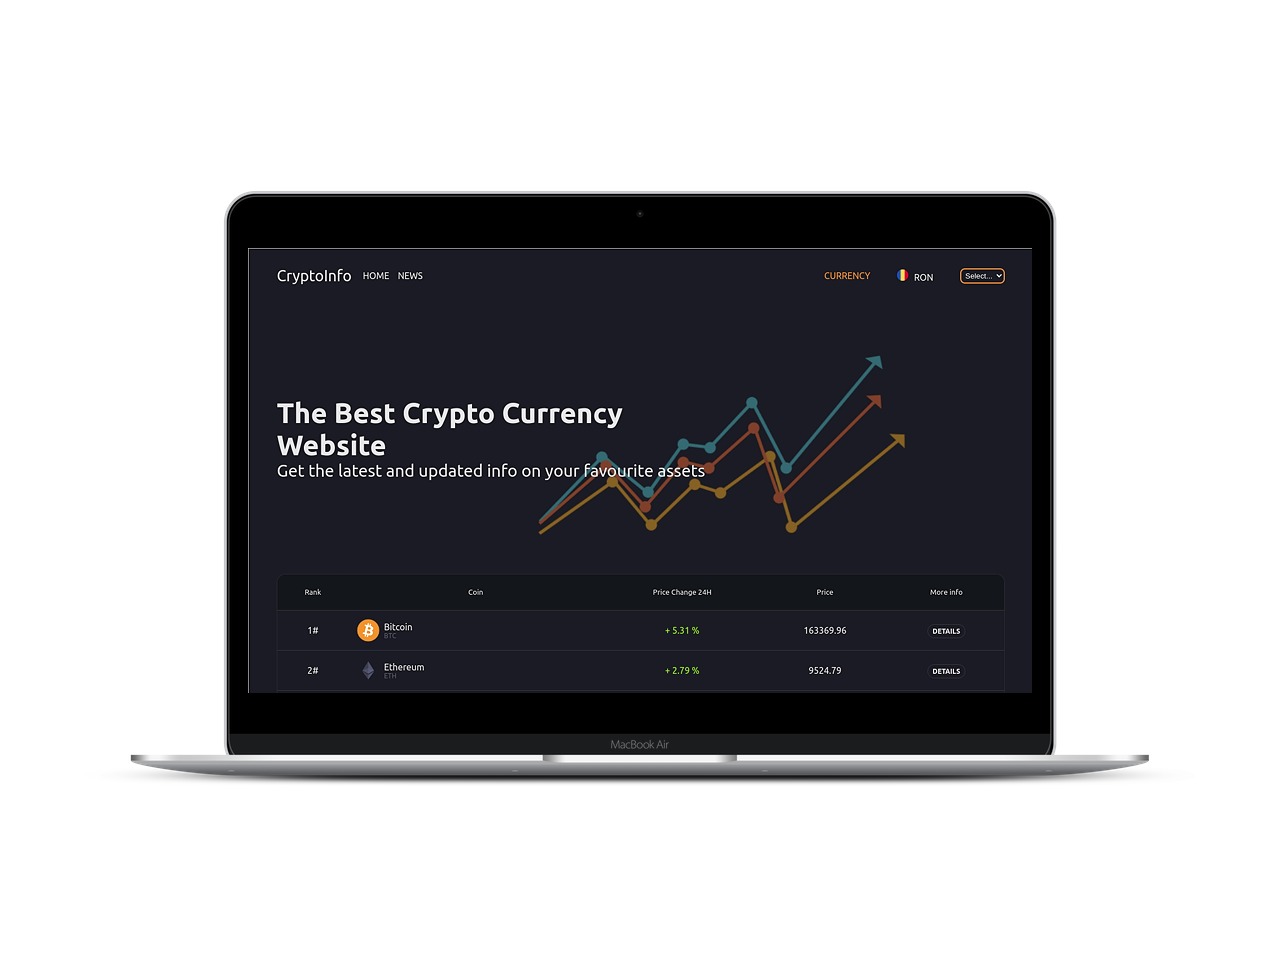 CryptoInfo HOME NEWS CURRENCY RON Select...
The Best Crypto Currency
Website
Get the latest and updated info on your favourite assets
Rank Coin Price Change 24H Price More info
1# Bitcoin BTC + 5.31 % 163369.96 DETAILS
2# Ethereum ETH + 2.79 % 9524.79 DETAILS
MacBook Air